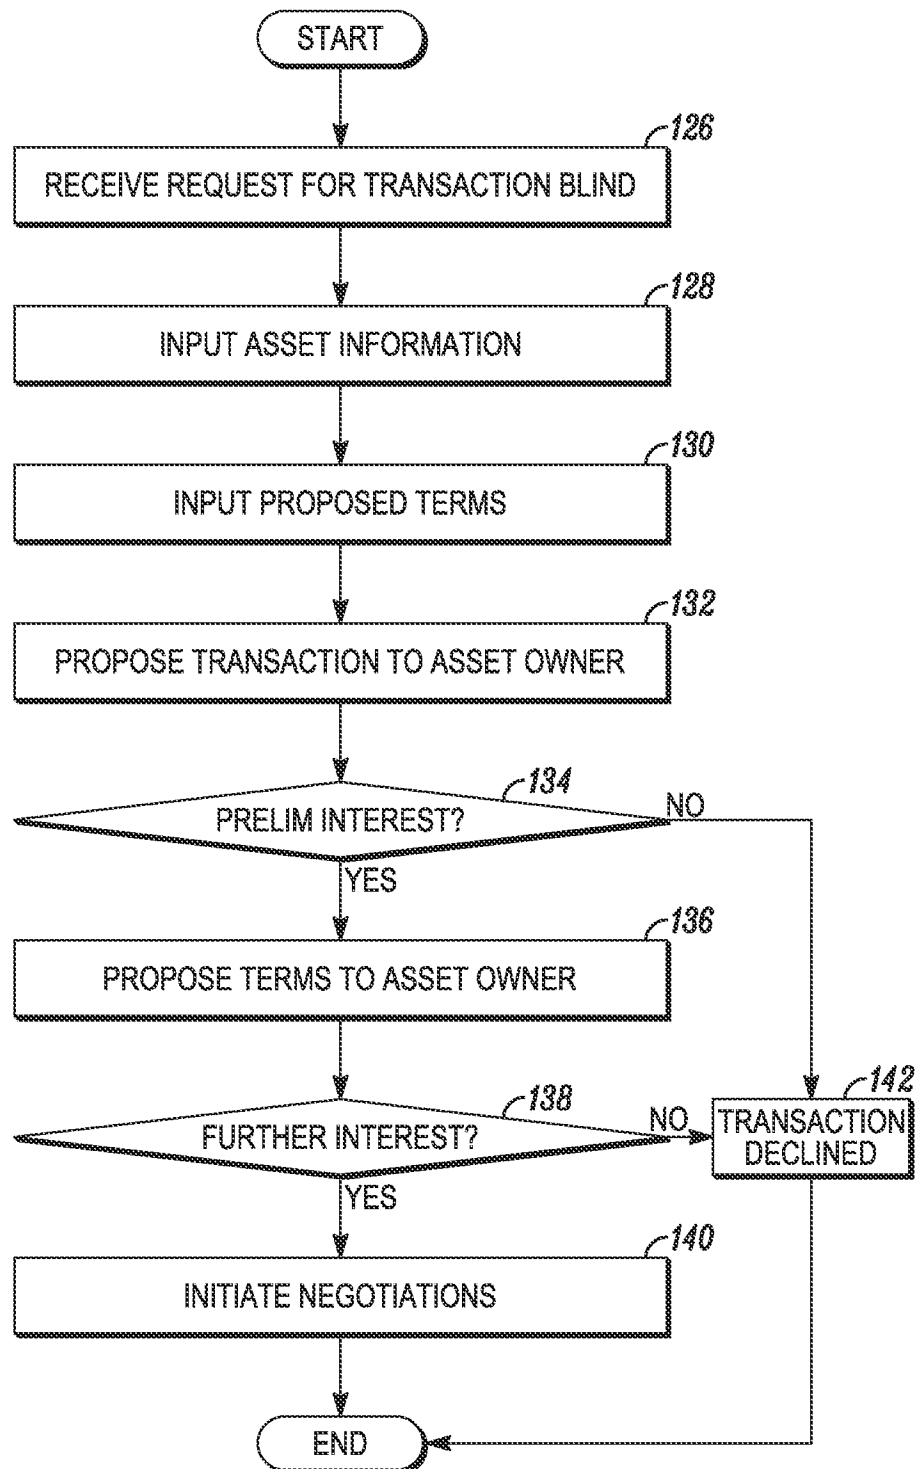 START
126
RECEIVE REQUEST FOR TRANSACTION BLIND
128
INPUT ASSET INFORMATION
130
INPUT PROPOSED TERMS
132
PROPOSE TRANSACTION TO ASSET OWNER
134
PRELIM INTEREST?
NO
YES
136
PROPOSE TERMS TO ASSET OWNER
138
FURTHER INTEREST?
NO
142
TRANSACTION
DECLINED
YES
140
INITIATE NEGOTIATIONS
END